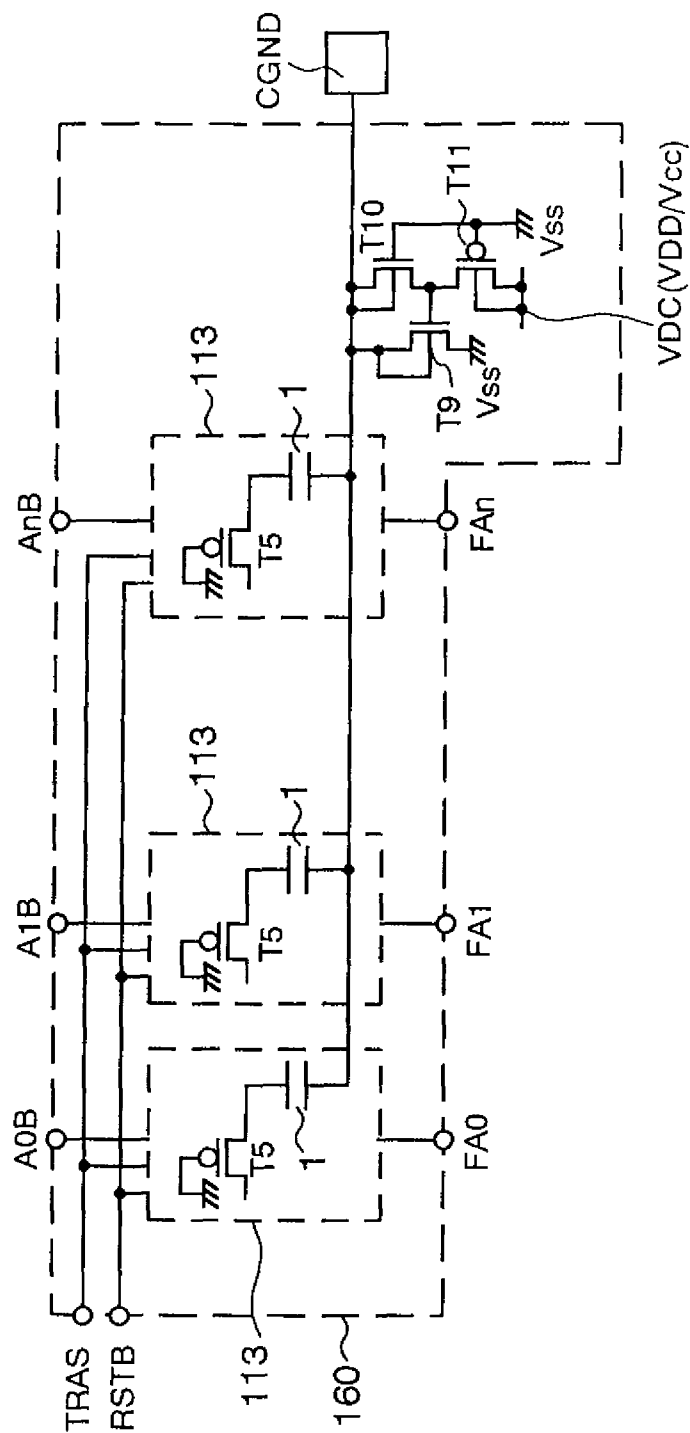 TRAS
RSTB
A0B
A1B
AnB
CGND
113
113
113
T5
T5
T5
1
1
1
T10
T11
T9
Vss
Vss
VDC(VDD/Vcc)
160
FA0
FA1
FAn